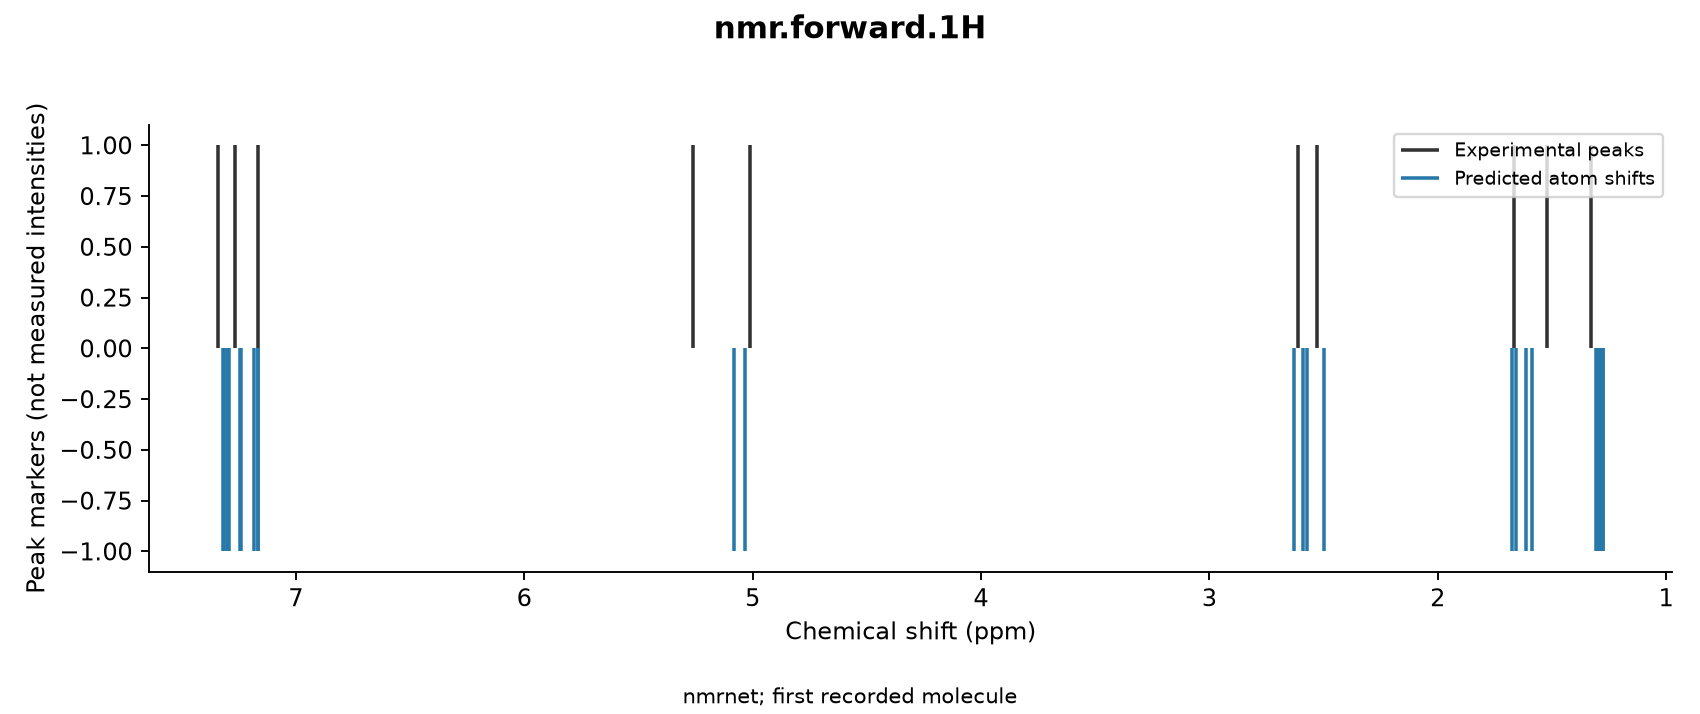 nmr.forward.1H
Peak markers (not measured intensities)
1.00
0.75
0.50
0.25
0.00
−0.25
−0.50
−0.75
−1.00
Experimental peaks
Predicted atom shifts
7 6 5 4 3 2 1
Chemical shift (ppm)
nmrnet; first recorded molecule